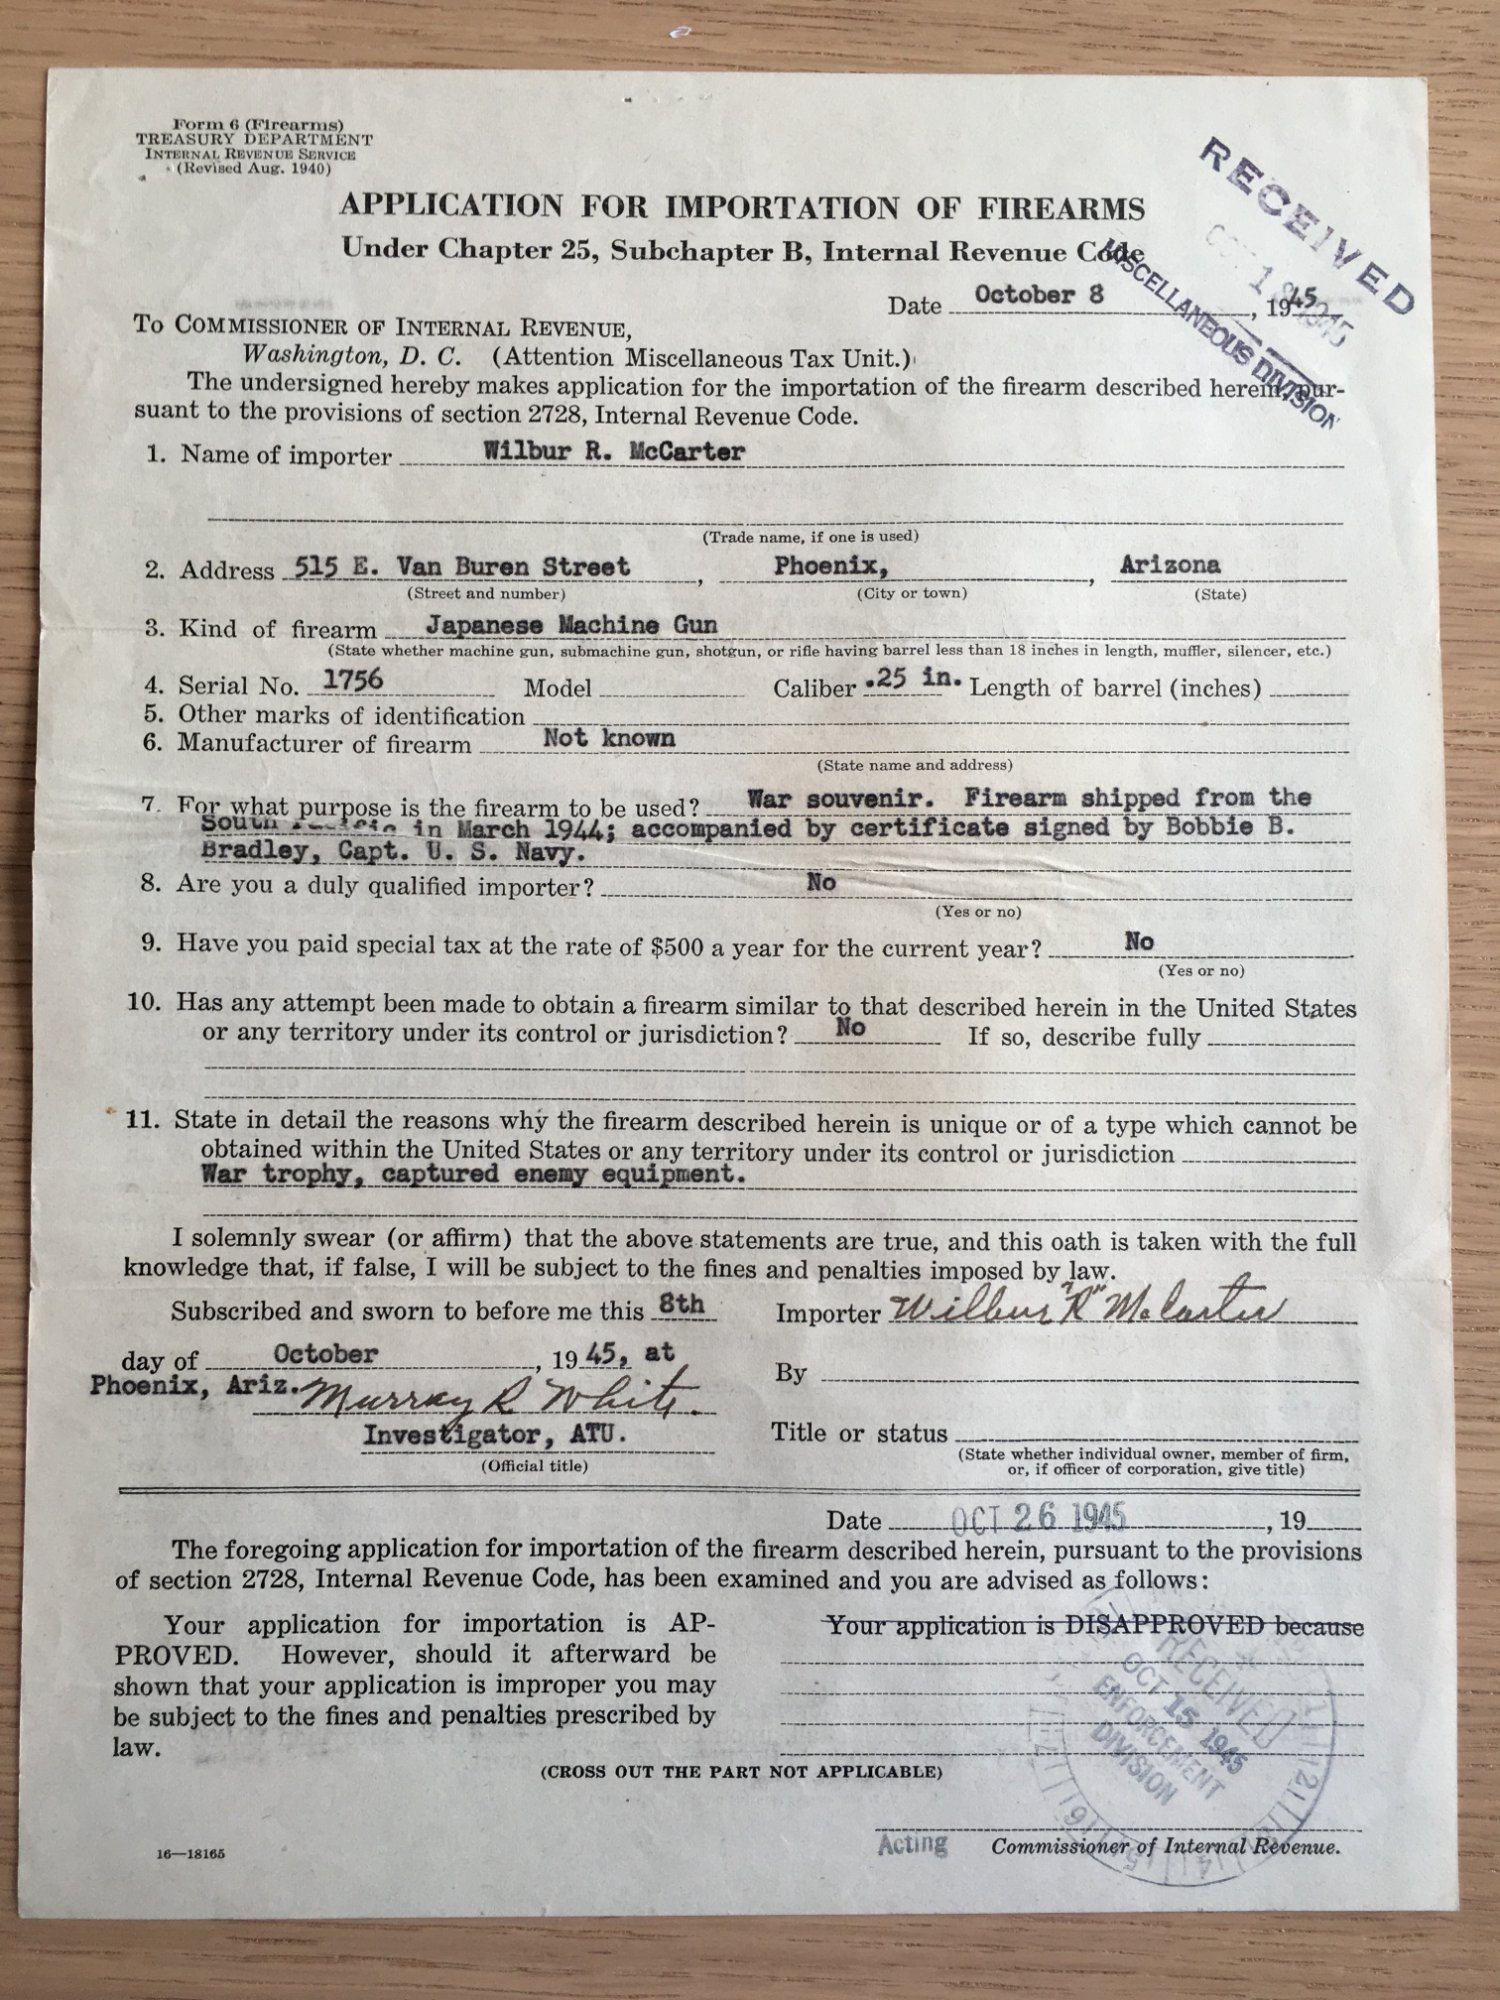 Form 6 (Firearms)
TREASURY DEPARTMENT
INTERNAL REVENUE SERVICE
(Revised Aug. 1940)
RECEIVED
MISCELLANEOUS DIVISION
APPLICATION FOR IMPORTATION OF FIREARMS
Under Chapter 25, Subchapter B, Internal Revenue Code
Date October 8, 1945
To COMMISSIONER OF INTERNAL REVENUE,
Washington, D. C. (Attention Miscellaneous Tax Unit.)
The undersigned hereby makes application for the importation of the firearm described herein, pur-
suant to the provisions of section 2728, Internal Revenue Code.
1. Name of importer Wilbur R. McCarter
(Trade name, if one is used)
2. Address 515 E. Van Buren Street, Phoenix, , Arizona
(Street and number) (City or town) (State)
3. Kind of firearm Japanese Machine Gun
(State whether machine gun, submachine gun, shotgun, or rifle having barrel less than 18 inches in length, muffler, silencer, etc.)
4. Serial No. 1756 Model Caliber .25 in. Length of barrel (inches)
5. Other marks of identification
6. Manufacturer of firearm Not known
(State name and address)
7. For what purpose is the firearm to be used? War souvenir. Firearm shipped from the
South Pacific in March 1944; accompanied by certificate signed by Bobbie B.
Bradley, Capt. U. S. Navy.
8. Are you a duly qualified importer? No
(Yes or no)
9. Have you paid special tax at the rate of $500 a year for the current year? No
(Yes or no)
10. Has any attempt been made to obtain a firearm similar to that described herein in the United States
or any territory under its control or jurisdiction? No If so, describe fully
11. State in detail the reasons why the firearm described herein is unique or of a type which cannot be
obtained within the United States or any territory under its control or jurisdiction
War trophy, captured enemy equipment.
I solemnly swear (or affirm) that the above statements are true, and this oath is taken with the full
knowledge that, if false, I will be subject to the fines and penalties imposed by law.
Subscribed and sworn to before me this 8th
day of October, 1945, at
Phoenix, Ariz. Murray R White.
Investigator, ATU.
(Official title)
Importer Wilbur "R" McCarter
By
Title or status
(State whether individual owner, member of firm,
or, if officer of corporation, give title)
Date OCT 26 1945, 19
The foregoing application for importation of the firearm described herein, pursuant to the provisions
of section 2728, Internal Revenue Code, has been examined and you are advised as follows:
Your application for importation is AP-
PROVED. However, should it afterward be
shown that your application is improper you may
be subject to the fines and penalties prescribed by
law.
Your application is DISAPPROVED because
RECEIVED
OCT 15 1945
ENFORCEMENT
DIVISION
(CROSS OUT THE PART NOT APPLICABLE)
Acting Commissioner of Internal Revenue.
16—18165